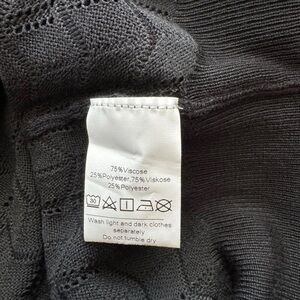 75%Viscose
25%Polyester,75%Viskose
25%Polyester
30
Wash light and dark clothes
separately
Do not tumble dry